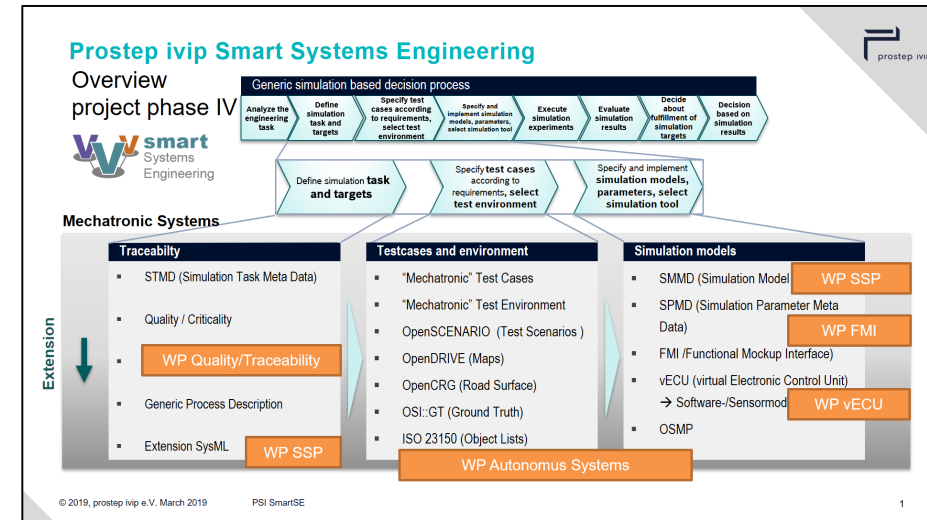 Prostep ivip Smart Systems Engineering
prostep ivip
Overview
project phase IV
smart
Systems
Engineering
Generic simulation based decision process
Analyze the
engineering
task
Define
simulation
task and
targets
Specify test
cases according
to requirements,
select test
environment
Specify and
implement simulation
models, parameters,
select simulation tool
Execute
simulation
experiments
Evaluate
simulation
results
Decide
about
fulfillment of
simulation
targets
Decision
based on
simulation
results
Define simulation task
and targets
Specify test cases
according to
requirements, select
test environment
Specify and implement
simulation models,
parameters, select
simulation tool
Mechatronic Systems
Extension
Traceabilty
▪ STMD (Simulation Task Meta Data)
▪ Quality / Criticality
▪ WP Quality/Traceability
▪ Generic Process Description
▪ Extension SysML
WP SSP
Testcases and environment
▪ "Mechatronic" Test Cases
▪ "Mechatronic" Test Environment
▪ OpenSCENARIO (Test Scenarios )
▪ OpenDRIVE (Maps)
▪ OpenCRG (Road Surface)
▪ OSI::GT (Ground Truth)
▪ ISO 23150 (Object Lists)
WP Autonomus Systems
Simulation models
▪ SMMD (Simulation Model
WP SSP
▪ SPMD (Simulation Parameter Meta
Data)
WP FMI
▪ FMI /Functional Mockup Interface)
▪ vECU (virtual Electronic Control Unit)
→ Software-/Sensormod
WP vECU
▪ OSMP
© 2019, prostep ivip e.V. March 2019
PSI SmartSE
1